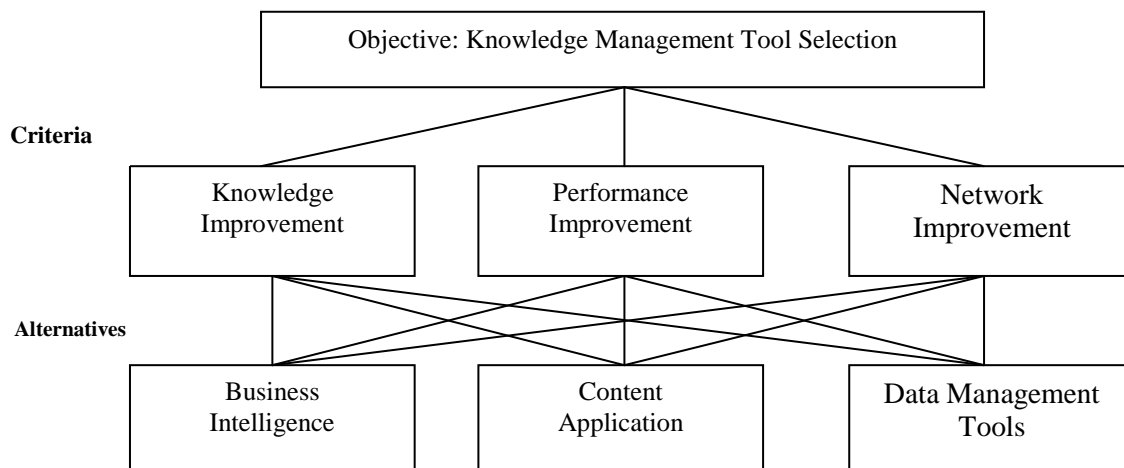 Objective: Knowledge Management Tool Selection
Criteria
Knowledge
Improvement
Performance
Improvement
Network
Improvement
Alternatives
Business
Intelligence
Content
Application
Data Management
Tools